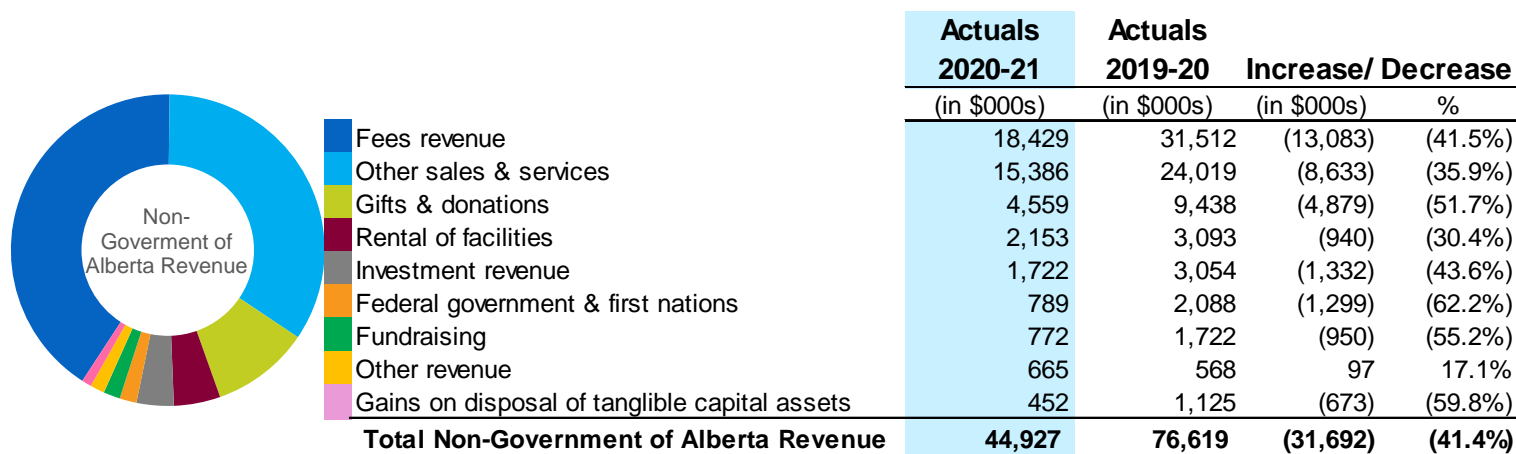 Actuals Actuals
2020-21 2019-20 Increase/ Decrease
(in $000s) (in $000s) (in $000s) %
Non-
Goverment of
Alberta Revenue
Fees revenue 18,429 31,512 (13,083) (41.5%)
Other sales & services 15,386 24,019 (8,633) (35.9%)
Gifts & donations 4,559 9,438 (4,879) (51.7%)
Rental of facilities 2,153 3,093 (940) (30.4%)
Investment revenue 1,722 3,054 (1,332) (43.6%)
Federal government & first nations 789 2,088 (1,299) (62.2%)
Fundraising 772 1,722 (950) (55.2%)
Other revenue 665 568 97 17.1%
Gains on disposal of tanglible capital assets 452 1,125 (673) (59.8%)
Total Non-Government of Alberta Revenue 44,927 76,619 (31,692) (41.4%)